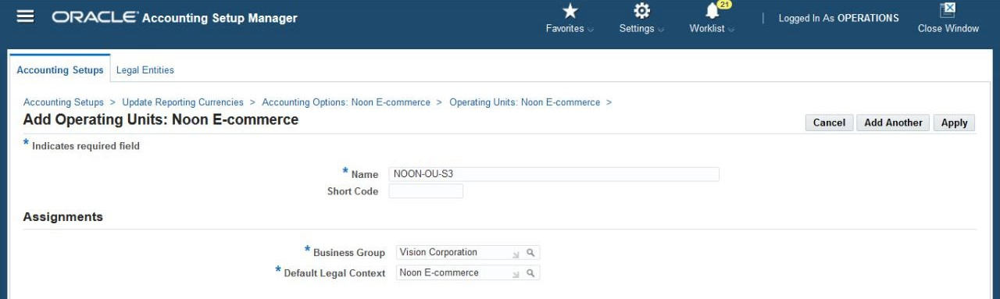 ORACLE® Accounting Setup Manager
Favorites
Settings
21
Worklist
Logged In As OPERATIONS
Close Window
Accounting Setups
Legal Entities
Accounting Setups > Update Reporting Currencies > Accounting Options: Noon E-commerce > Operating Units: Noon E-commerce >
Add Operating Units: Noon E-commerce
Cancel
Add Another
Apply
* Indicates required field
* Name NOON-OU-S3
Short Code
Assignments
* Business Group Vision Corporation
* Default Legal Context Noon E-commerce